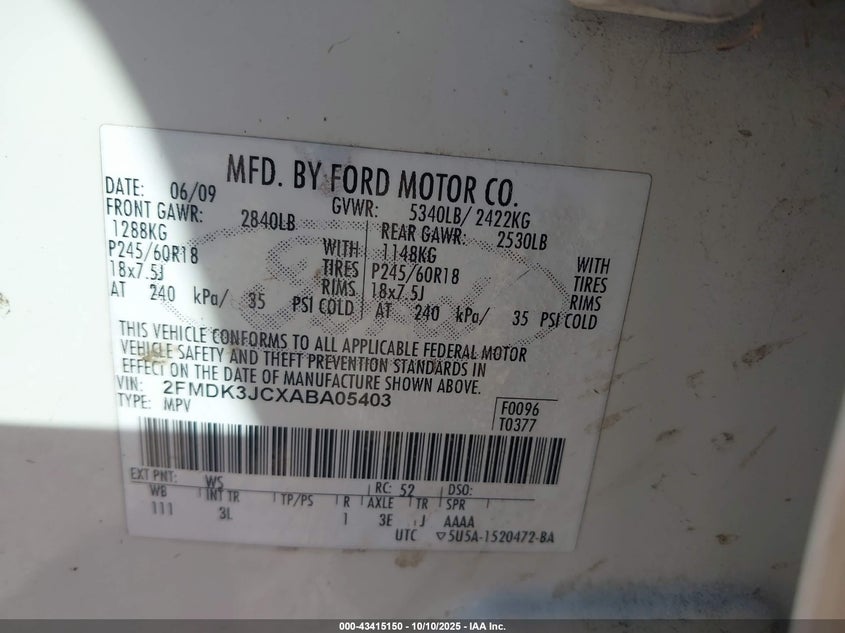 MFD. BY FORD MOTOR CO.
DATE: 06/09 GVWR: 5340LB/ 2422KG
FRONT GAWR: 2840LB REAR GAWR: 2530LB
1288KG WITH 1148KG WITH
P245/60R18 TIRES P245/60R18 TIRES
18x7.5J RIMS 18x7.5J RIMS
AT 240 kPa/ 35 PSI COLD AT 240 kPa/ 35 PSI COLD
THIS VEHICLE CONFORMS TO ALL APPLICABLE FEDERAL MOTOR
VEHICLE SAFETY AND THEFT PREVENTION STANDARDS IN
EFFECT ON THE DATE OF MANUFACTURE SHOWN ABOVE.
VIN: 2FMDK3JCXABA05403
TYPE: MPV
F0096
T0377
EXT PNT: WS RC: 52 DSO:
WB INT TR TP/PS R AXLE TR SPR
111 3L 1 3E J AAAA
UTC ▽5U5A-1520472-BA
000-43415150 - 10/10/2025 - IAA Inc.